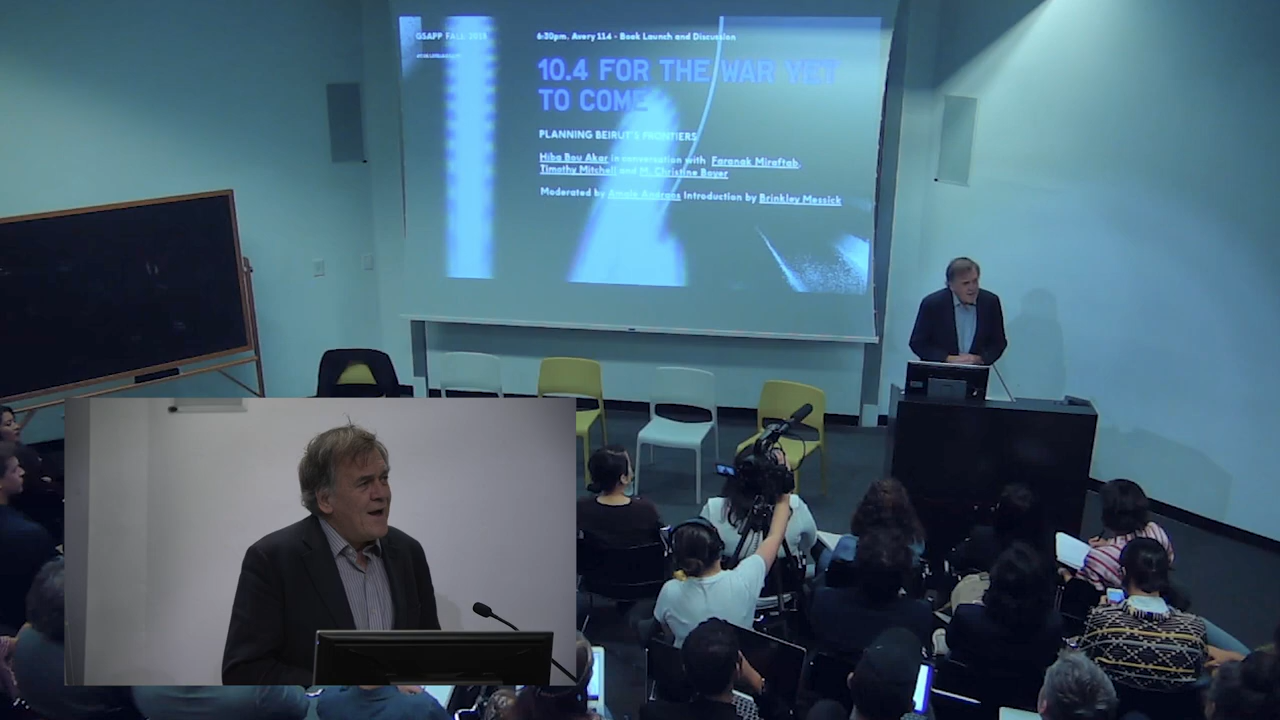 GSAPP FALL 2018
6:30pm, Avery 114 - Book Launch and Discussion
10.4 FOR THE WAR YET
TO COME
PLANNING BEIRUT'S FRONTIERS
Hiba Bou Akar in conversation with Faranak Miraftab,
Timothy Mitchell and M. Christine Boyer
Moderated by Amale Andraos Introduction by Brinkley Messick